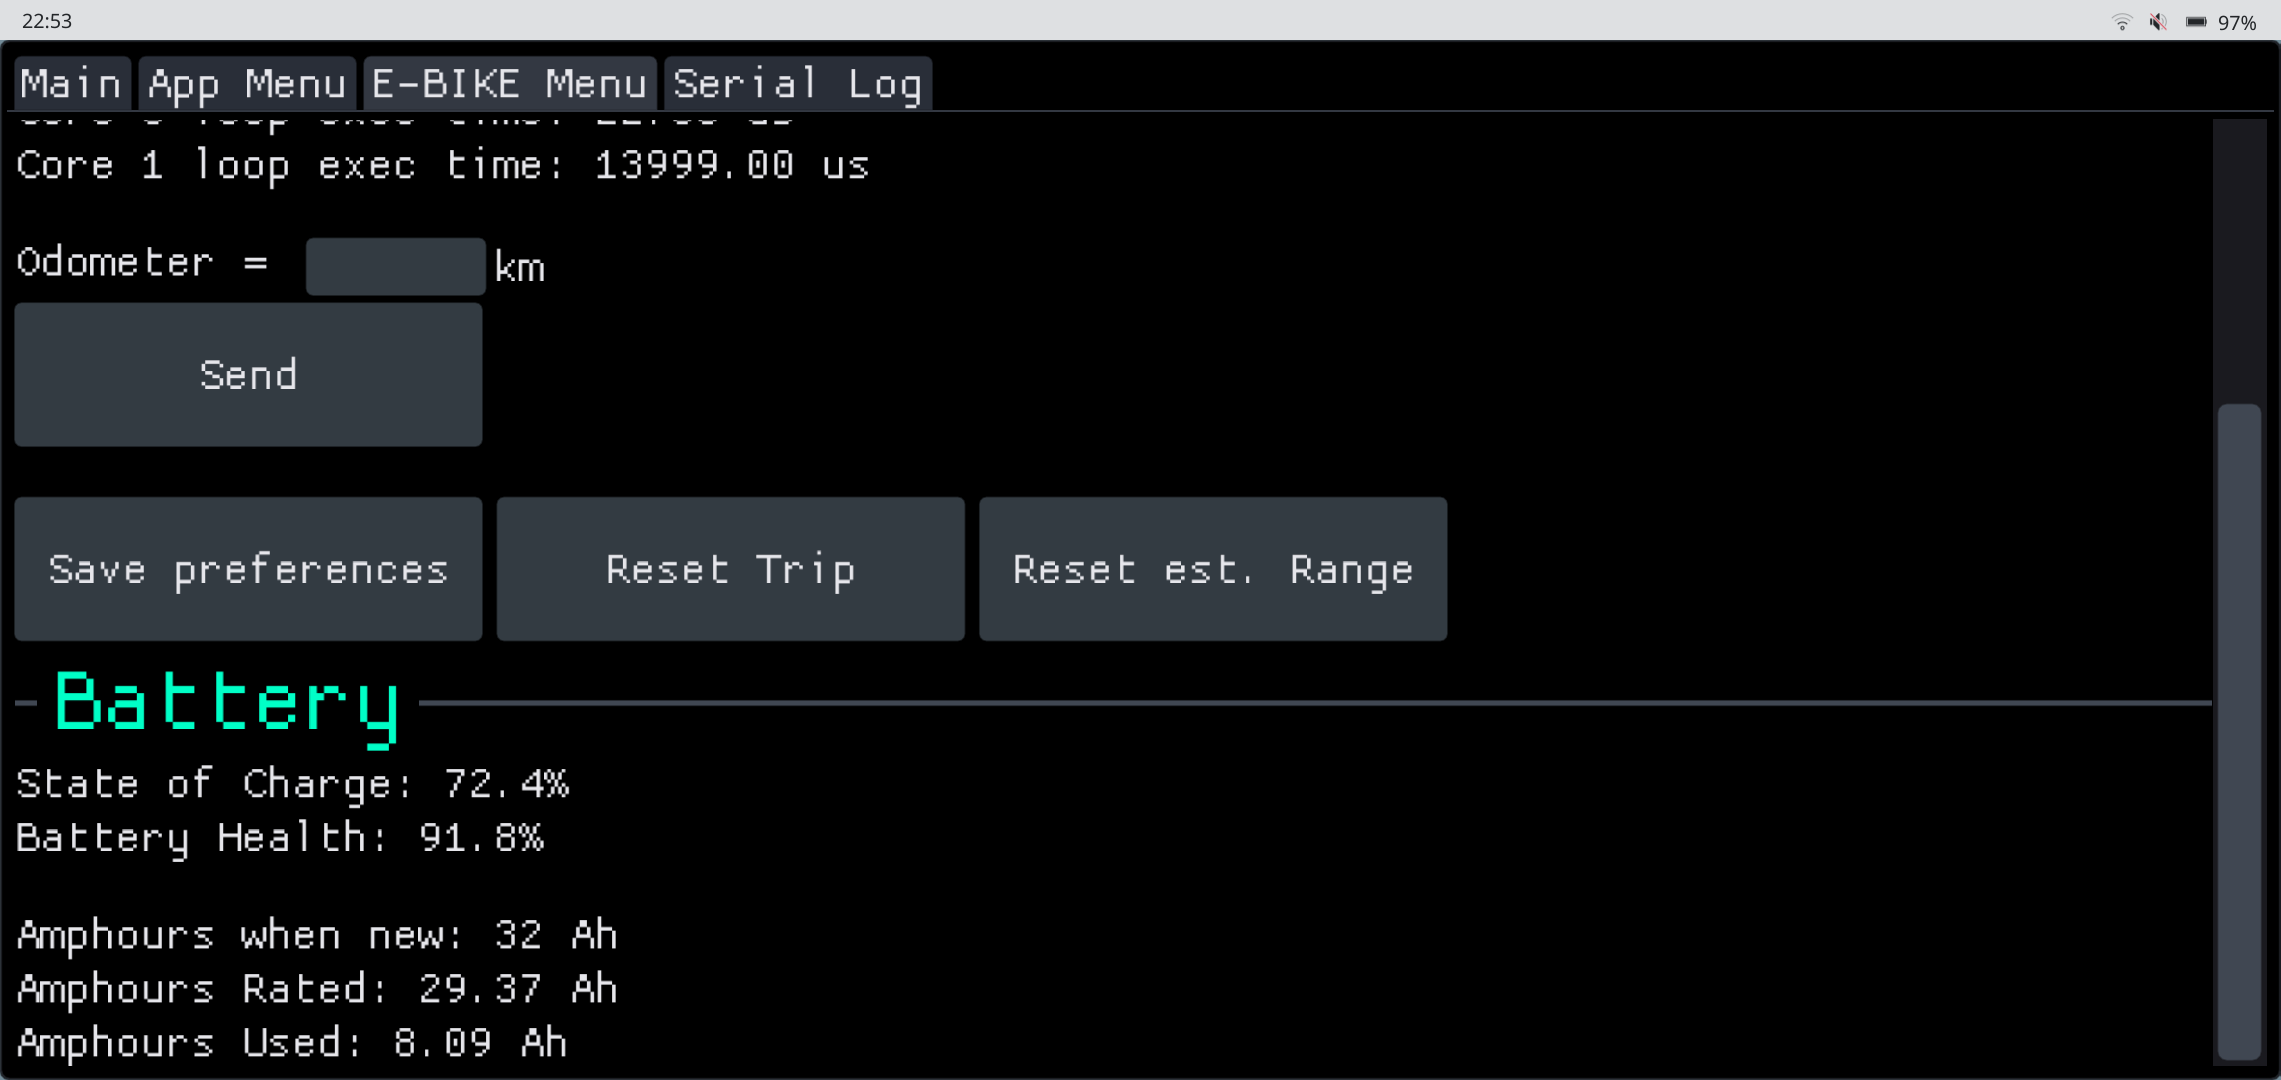 22:53
97%
Main App Menu E-BIKE Menu Serial Log
Core 1 loop exec time: 13999.00 us
Odometer = km
Send
Save preferences Reset Trip Reset est. Range
Battery
State of Charge: 72.4%
Battery Health: 91.8%
Amphours when new: 32 Ah
Amphours Rated: 29.37 Ah
Amphours Used: 8.09 Ah